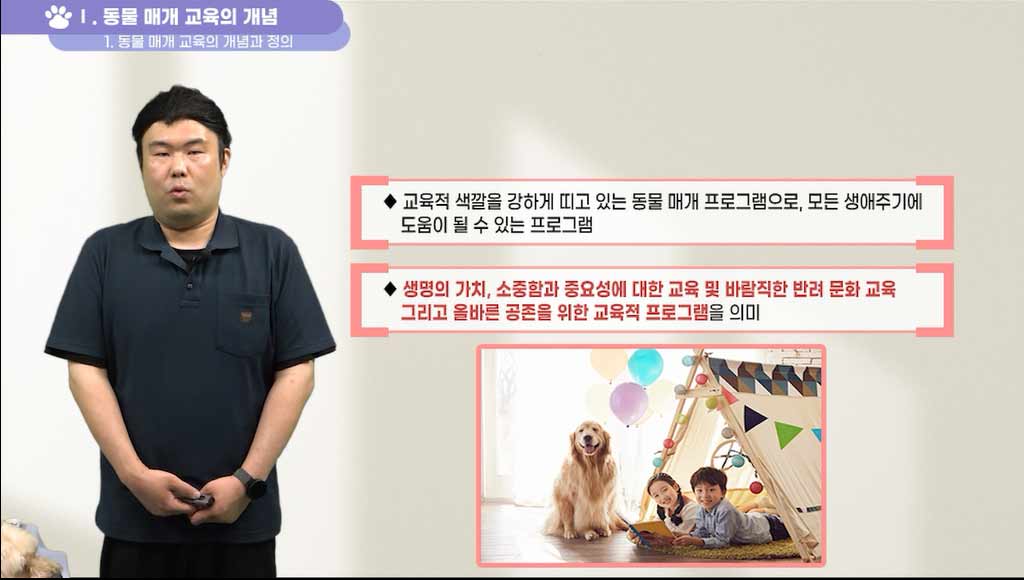 Ⅰ. 동물 매개 교육의 개념
1. 동물 매개 교육의 개념과 정의
◆ 교육적 색깔을 강하게 띠고 있는 동물 매개 프로그램으로, 모든 생애주기에
도움이 될 수 있는 프로그램
◆ 생명의 가치, 소중함과 중요성에 대한 교육 및 바람직한 반려 문화 교육
그리고 올바른 공존을 위한 교육적 프로그램을 의미